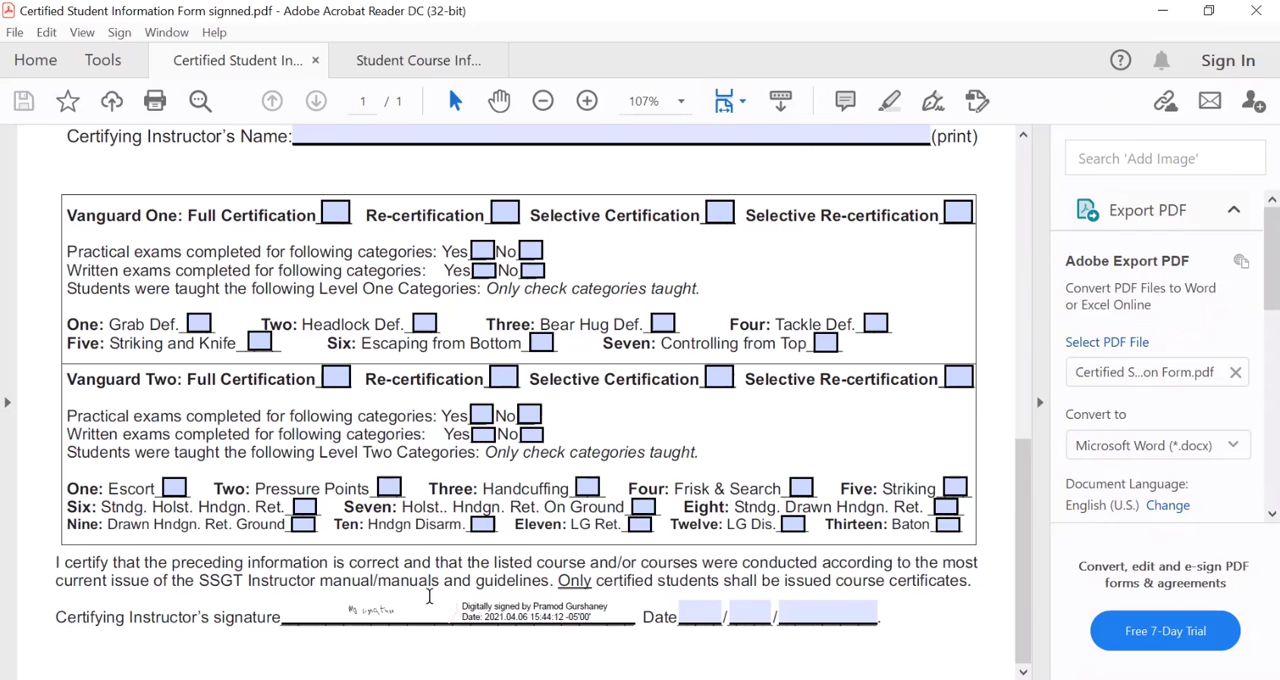 Certified Student Information Form signned.pdf - Adobe Acrobat Reader DC (32-bit)
File Edit View Sign Window Help
Home Tools Certified Student In... × Student Course Inf... Sign In
1 / 1 107%
Certifying Instructor's Name: (print)
Vanguard One: Full Certification Re-certification Selective Certification Selective Re-certification
Practical exams completed for following categories: Yes No
Written exams completed for following categories: Yes No
Students were taught the following Level One Categories: Only check categories taught.
One: Grab Def. Two: Headlock Def. Three: Bear Hug Def. Four: Tackle Def.
Five: Striking and Knife Six: Escaping from Bottom Seven: Controlling from Top
Vanguard Two: Full Certification Re-certification Selective Certification Selective Re-certification
Practical exams completed for following categories: Yes No
Written exams completed for following categories: Yes No
Students were taught the following Level Two Categories: Only check categories taught.
One: Escort Two: Pressure Points Three: Handcuffing Four: Frisk & Search Five: Striking
Six: Stndg. Holst. Hndgn. Ret. Seven: Holst.. Hndgn. Ret. On Ground Eight: Stndg. Drawn Hndgn. Ret.
Nine: Drawn Hndgn. Ret. Ground Ten: Hndgn Disarm. Eleven: LG Ret. Twelve: LG Dis. Thirteen: Baton
I certify that the preceding information is correct and that the listed course and/or courses were conducted according to the most
current issue of the SSGT Instructor manual/manuals and guidelines. Only certified students shall be issued course certificates.
Digitally signed by Pramod Gurshaney
Date: 2021.04.06 15:44:12 -05'00'
Certifying Instructor's signature Date / / .
Search 'Add Image'
Export PDF
Adobe Export PDF
Convert PDF Files to Word
or Excel Online
Select PDF File
Certified S...on Form.pdf ×
Convert to
Microsoft Word (*.docx)
Document Language:
English (U.S.) Change
Convert, edit and e-sign PDF
forms & agreements
Free 7-Day Trial